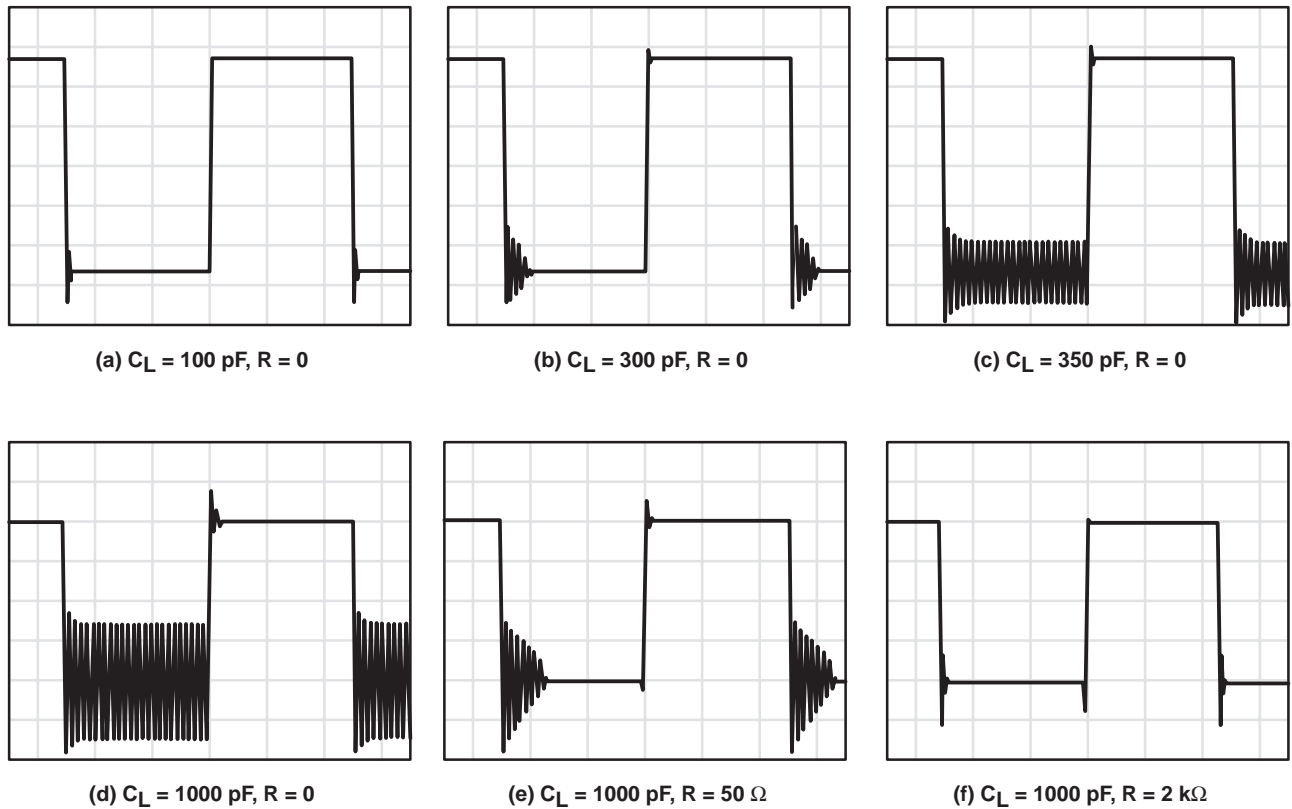 (a) CL = 100 pF, R = 0
(b) CL = 300 pF, R = 0
(c) CL = 350 pF, R = 0
(d) CL = 1000 pF, R = 0
(e) CL = 1000 pF, R = 50 Ω
(f) CL = 1000 pF, R = 2 kΩ